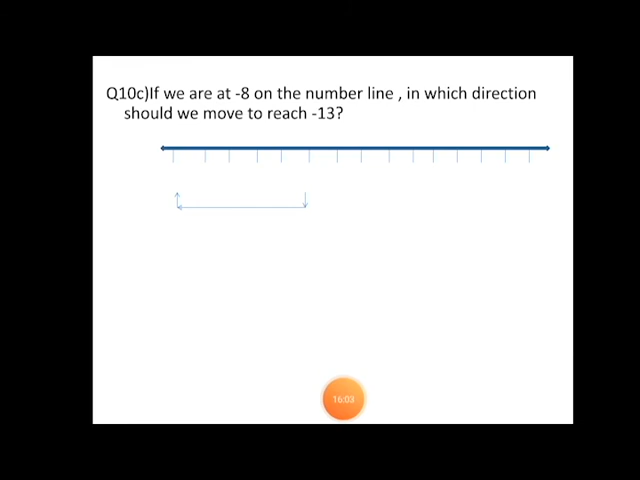 Q10c)If we are at -8 on the number line , in which direction
should we move to reach -13?
16:03